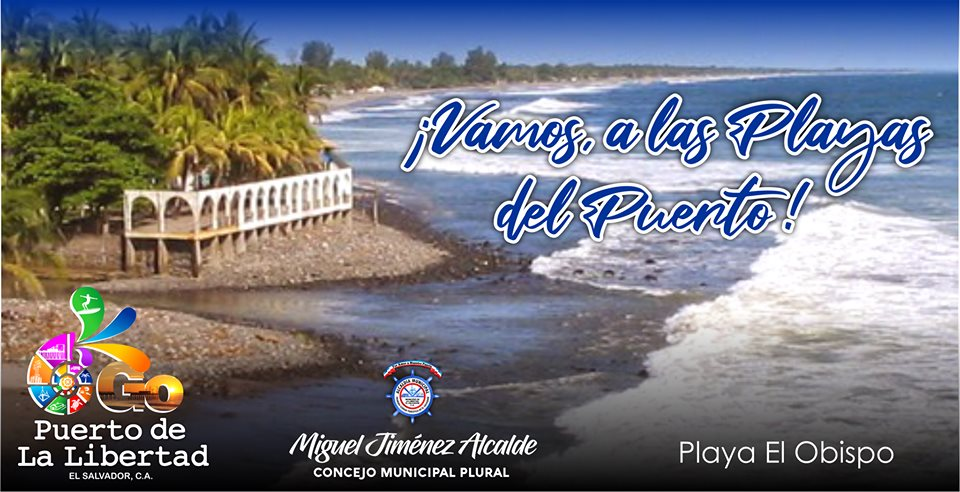 ¡Vamos, a las Playas
del Puerto!
Go
Puerto de
La Libertad
EL SALVADOR, C.A.
Miguel Jiménez Alcalde
CONCEJO MUNICIPAL PLURAL
Playa El Obispo